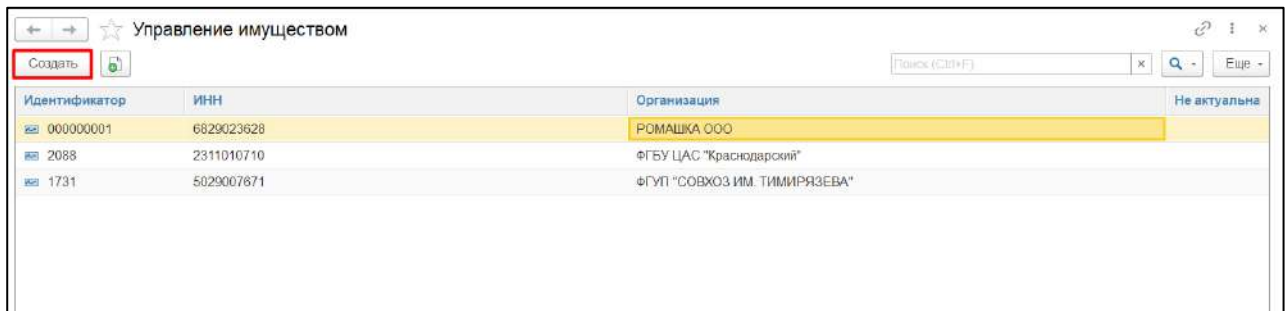 Управление имуществом
Создать Поиск (Ctrl+F) × Еще
Идентификатор ИНН Организация Не актуальна
000000001 6829023628 РОМАШКА ООО
2088 2311010710 ФГБУ ЦАС "Краснодарский"
1731 5029007671 ФГУП "СОВХОЗ ИМ. ТИМИРЯЗЕВА"